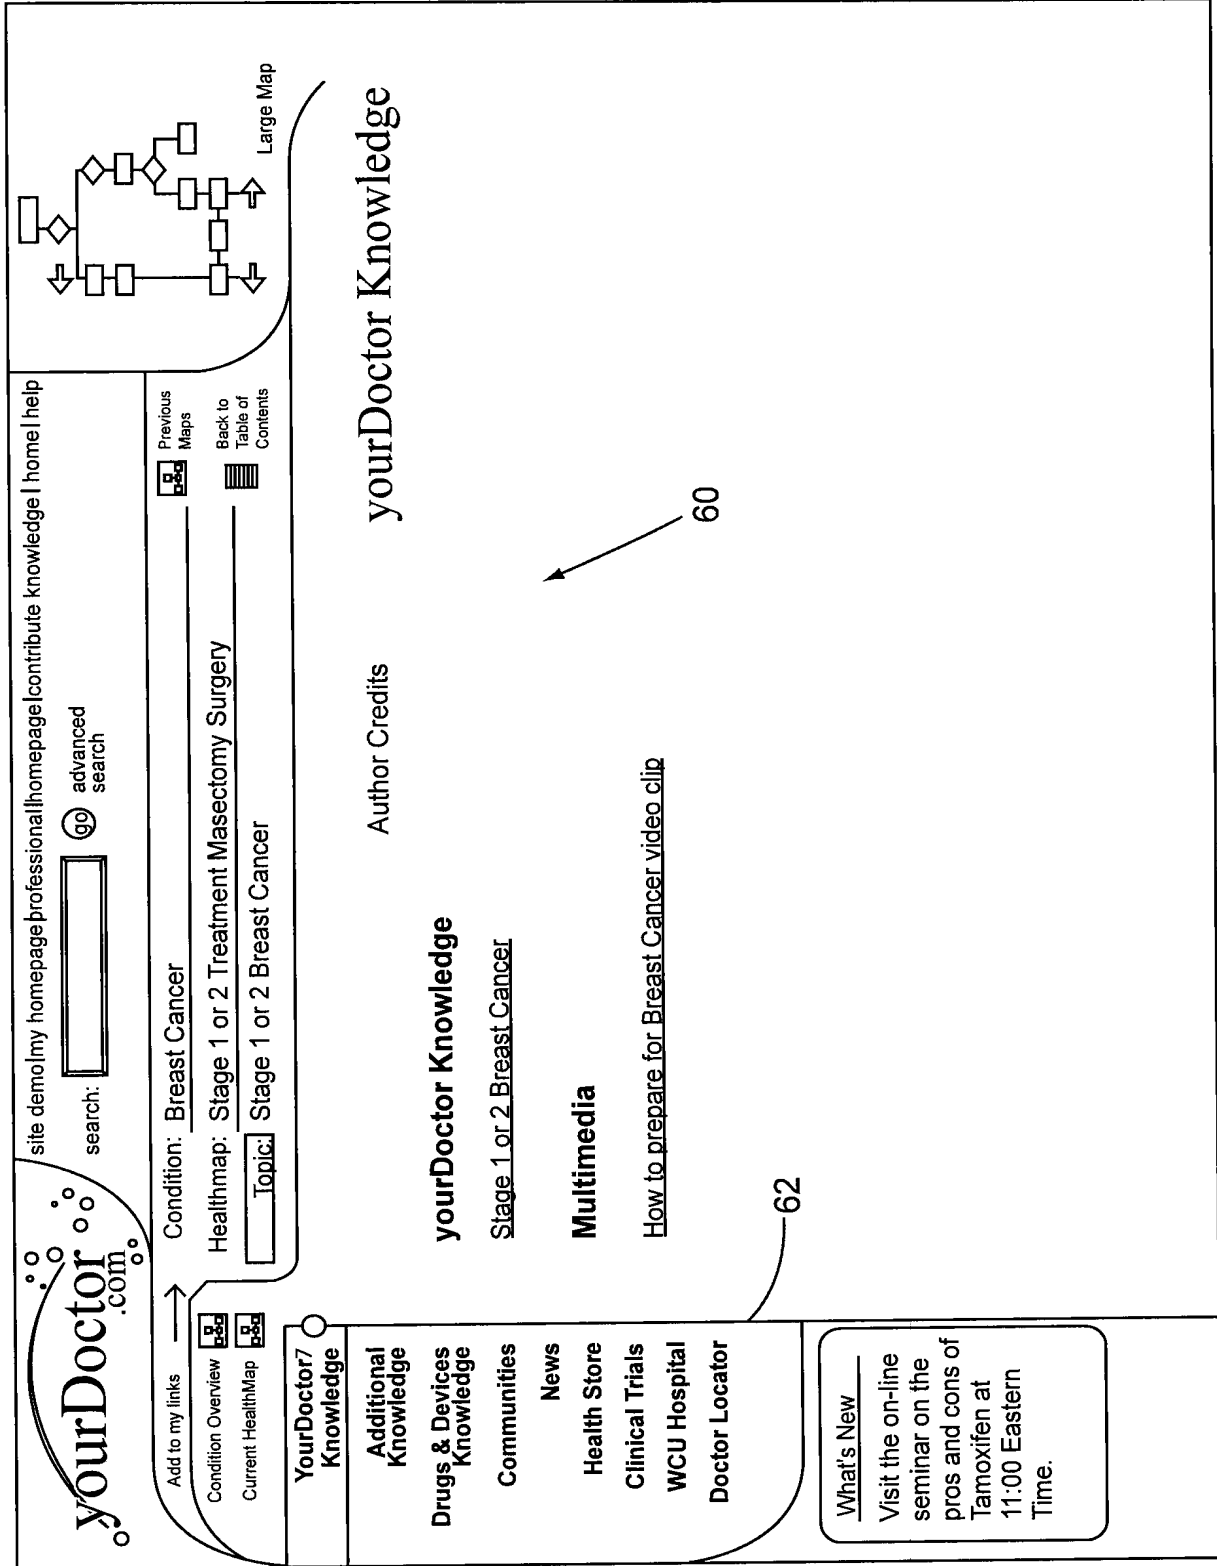 yourDoctor
.com
site demo|my homepage|professional|homepage|contribute knowledge| home| help
search:
go
advanced
search
Large Map
Add to my links
Condition Overview
Current HealthMap
Condition: Breast Cancer
Healthmap: Stage 1 or 2 Treatment Masectomy Surgery
Topic: Stage 1 or 2 Breast Cancer
Previous
Maps
Back to
Table of
Contents
YourDoctor7
Knowledge
Additional
Knowledge
Drugs & Devices
Knowledge
Communities
News
Health Store
Clinical Trials
WCU Hospital
Doctor Locator
62
What's New
Visit the on-line
seminar on the
pros and cons of
Tamoxifen at
11:00 Eastern
Time.
Author Credits
yourDoctor Knowledge
yourDoctor Knowledge
Stage 1 or 2 Breast Cancer
Multimedia
How to prepare for Breast Cancer video clip
60